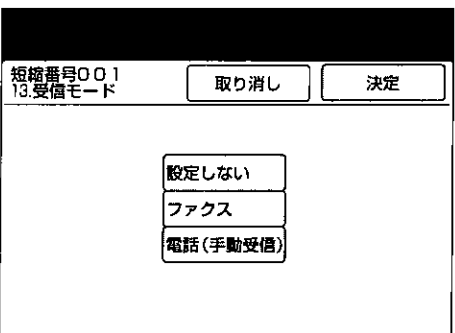 短縮番号001
13.受信モード
取り消し
決定
設定しない
ファクス
電話(手動受信)